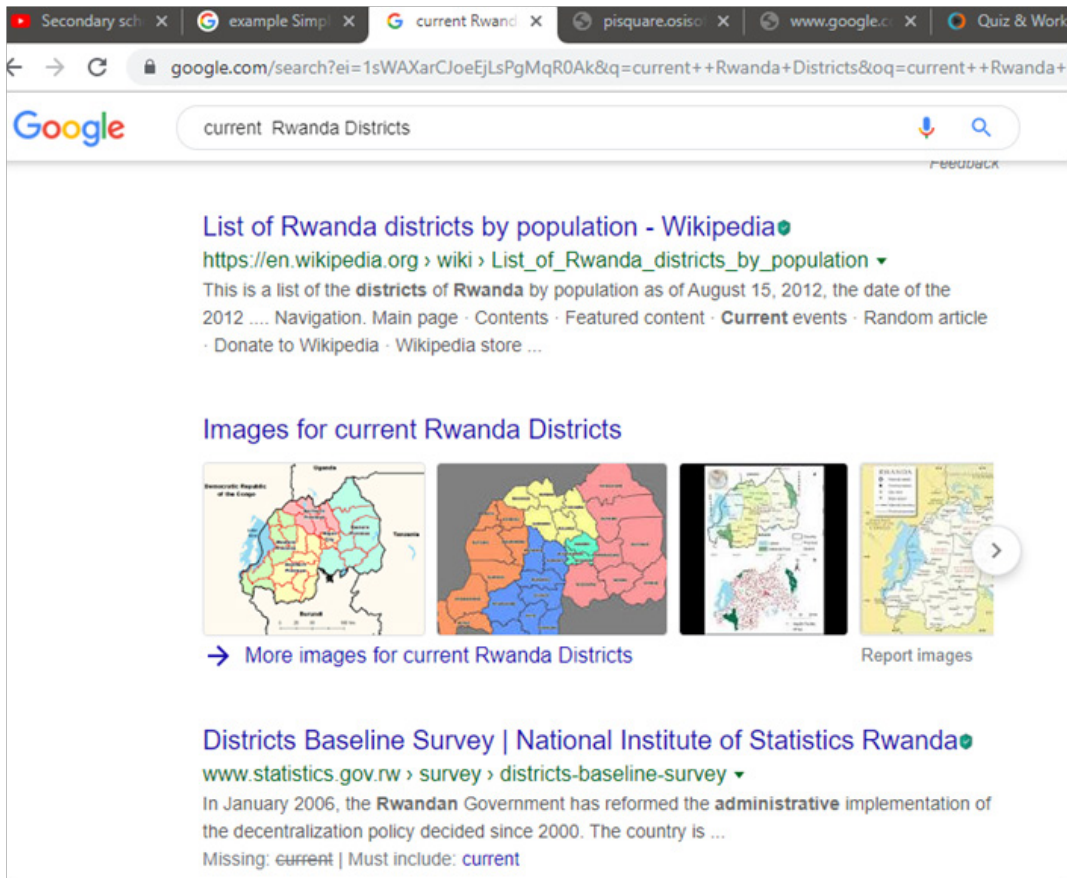 Secondary sch
example Simpl
current Rwand
pisquare.osisof
www.google.c
Quiz & Work
google.com/search?ei=1sWAXarCJoeEjLsPgMqR0Ak&q=current++Rwanda+Districts&oq=current++Rwanda+
Google
current Rwanda Districts
Feedback
List of Rwanda districts by population - Wikipedia
https://en.wikipedia.org › wiki › List_of_Rwanda_districts_by_population
This is a list of the districts of Rwanda by population as of August 15, 2012, the date of the
2012 .... Navigation. Main page · Contents · Featured content · Current events · Random article
· Donate to Wikipedia · Wikipedia store ...
Images for current Rwanda Districts
Uganda
Democratic Republic
of the Congo
Tanzania
Burundi
RWANDA
→ More images for current Rwanda Districts
Report images
Districts Baseline Survey | National Institute of Statistics Rwanda
www.statistics.gov.rw › survey › districts-baseline-survey
In January 2006, the Rwandan Government has reformed the administrative implementation of
the decentralization policy decided since 2000. The country is ...
Missing: current | Must include: current